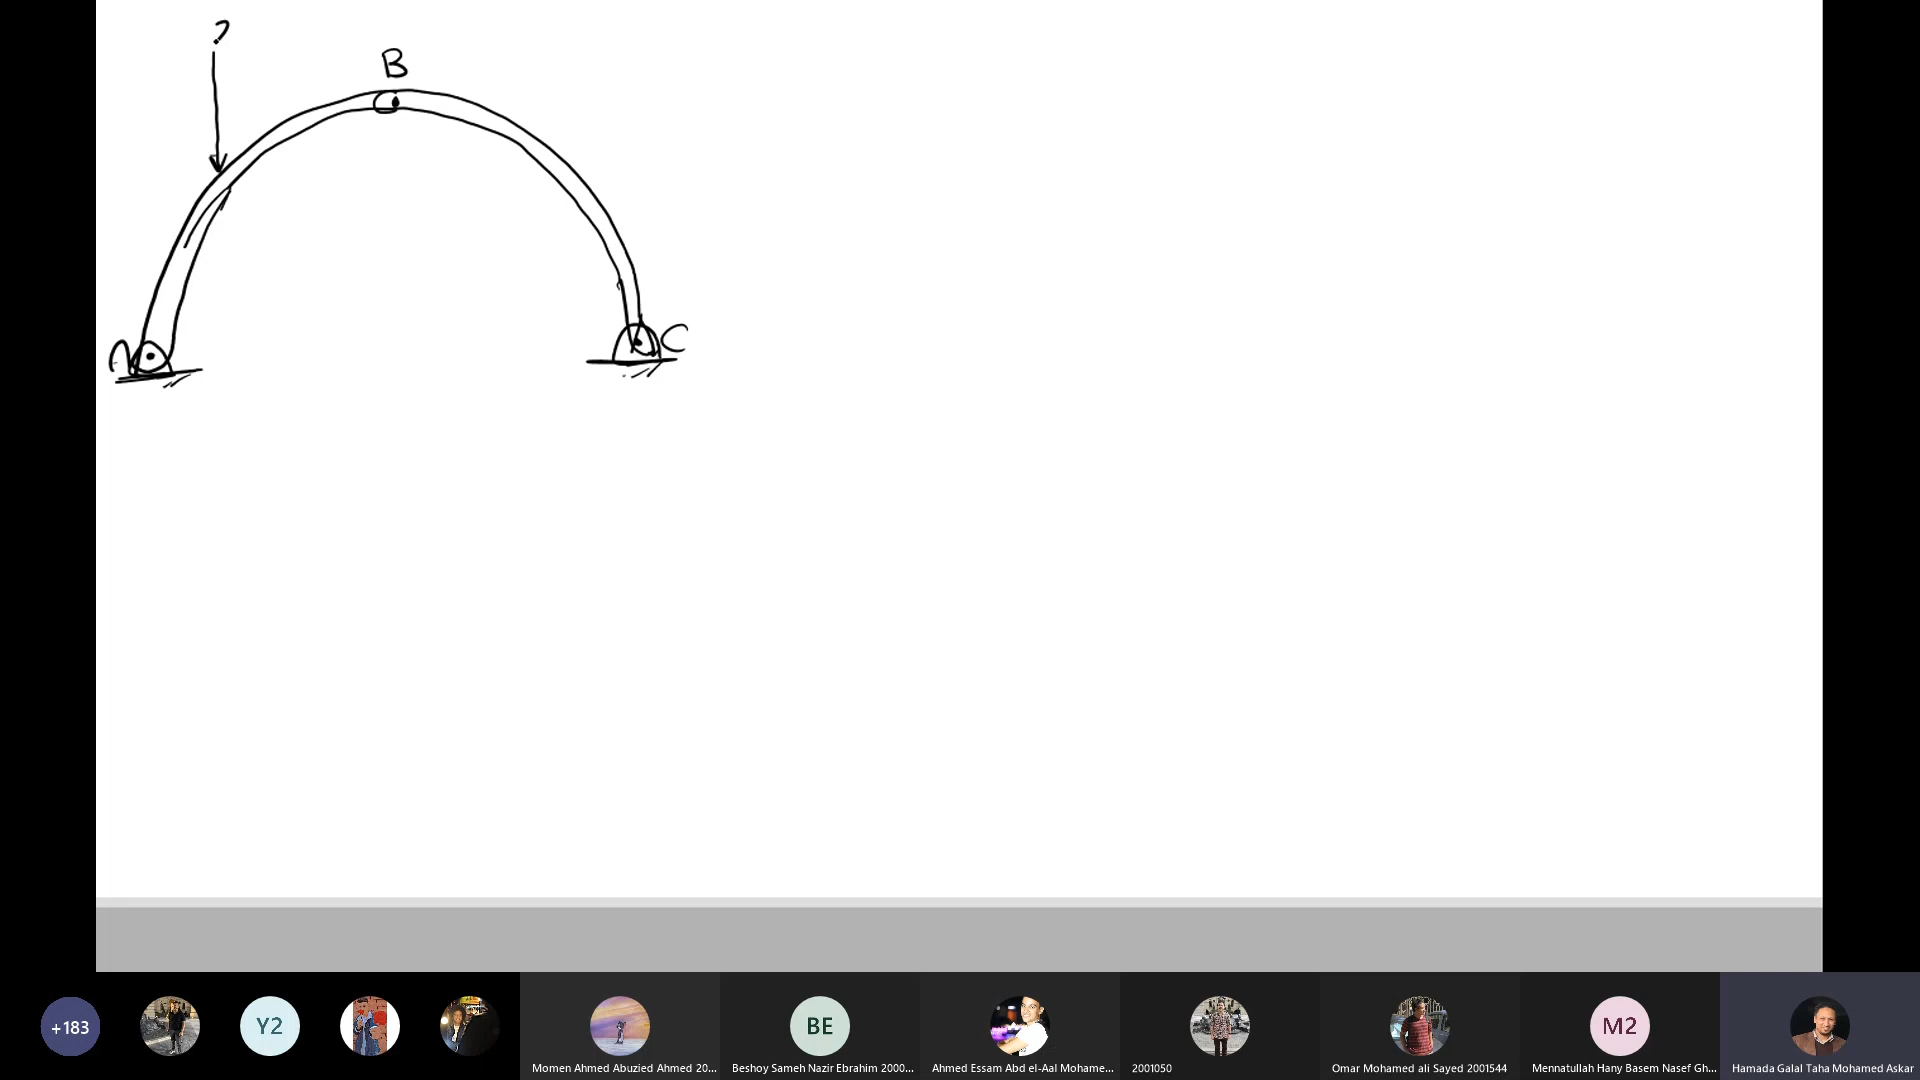 ?
B
A
C
+183
Y2
BE
M2
Momen Ahmed Abuzied Ahmed 20...
Beshoy Sameh Nazir Ebrahim 2000...
Ahmed Essam Abd el-Aal Mohame...
2001050
Omar Mohamed ali Sayed 2001544
Mennatullah Hany Basem Nasef Gh...
Hamada Galal Taha Mohamed Askar